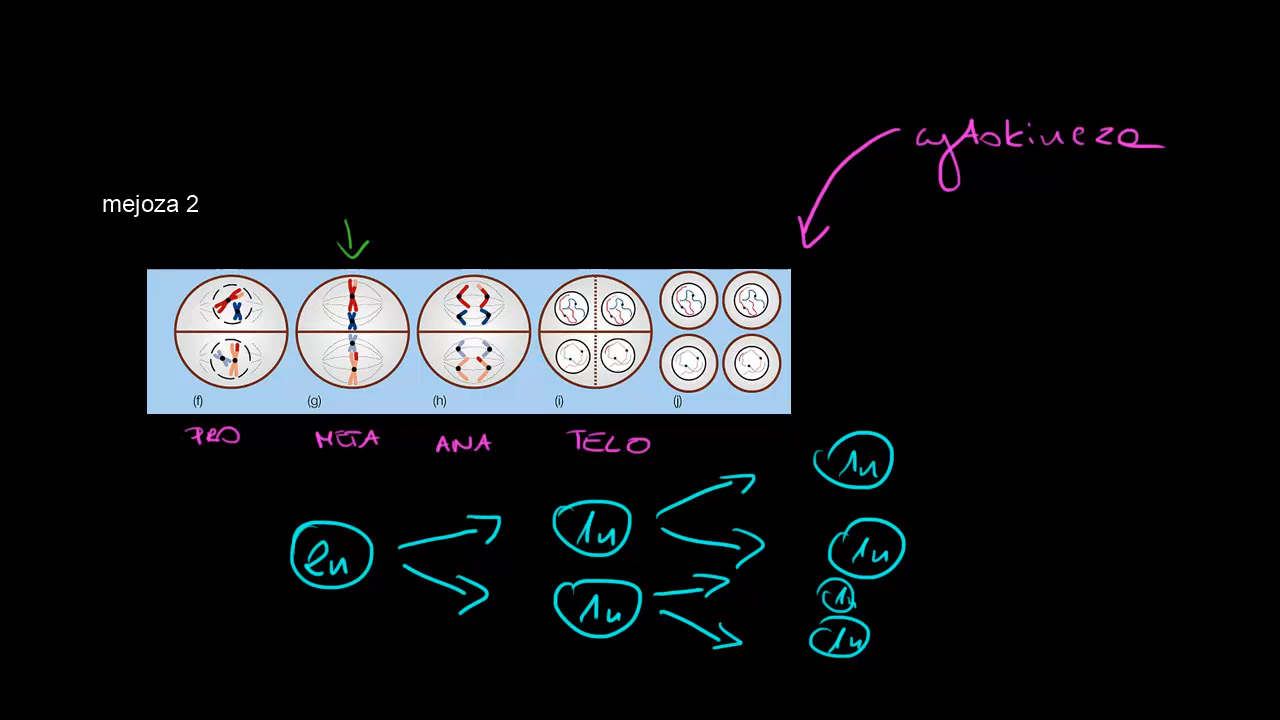 cytokineza
mejoza 2
(f) (g) (h) (i) (j)
PRO META ANA TELO
1n
2n 1n 1n
1n 1n
1n